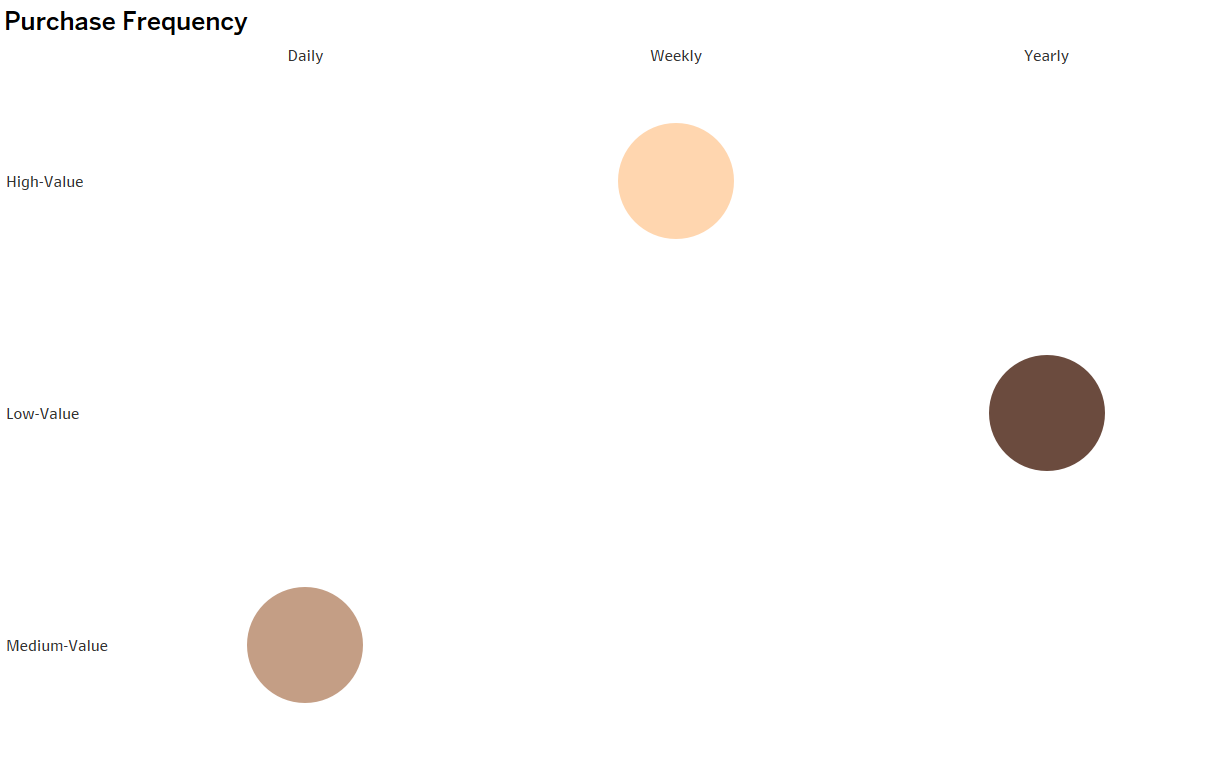 Purchase Frequency
Daily Weekly Yearly
High-Value
Low-Value
Medium-Value